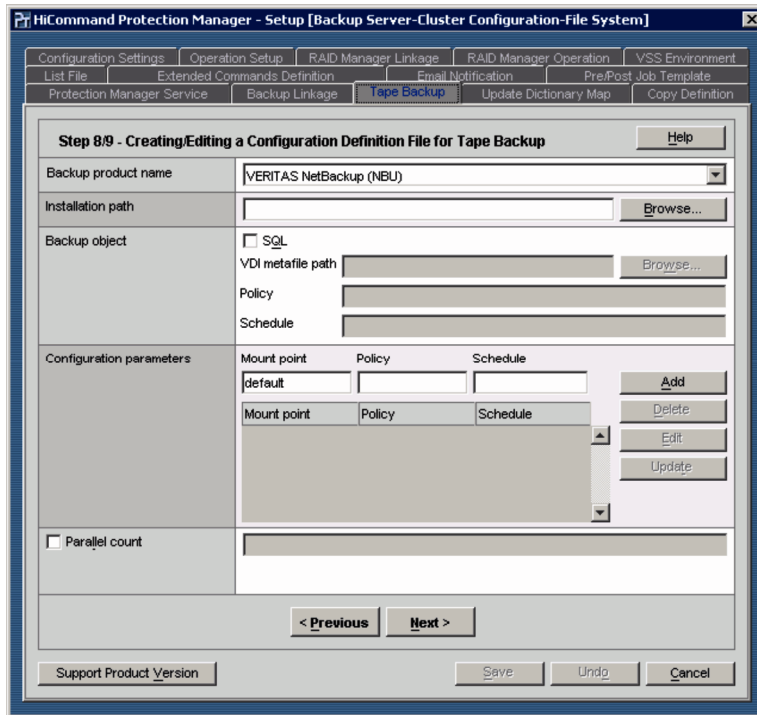 HiCommand Protection Manager - Setup [Backup Server-Cluster Configuration-File System]
Configuration Settings Operation Setup RAID Manager Linkage RAID Manager Operation VSS Environment
List File Extended Commands Definition Email Notification Pre/Post Job Template
Protection Manager Service Backup Linkage Tape Backup Update Dictionary Map Copy Definition
Step 8/9 - Creating/Editing a Configuration Definition File for Tape Backup Help
Backup product name VERITAS NetBackup (NBU)
Installation path Browse...
Backup object SQL
VDI metafile path Browse...
Policy
Schedule
Configuration parameters Mount point Policy Schedule
default Add
Mount point Policy Schedule Delete
Edit
Update
Parallel count
< Previous Next >
Support Product Version Save Undo Cancel